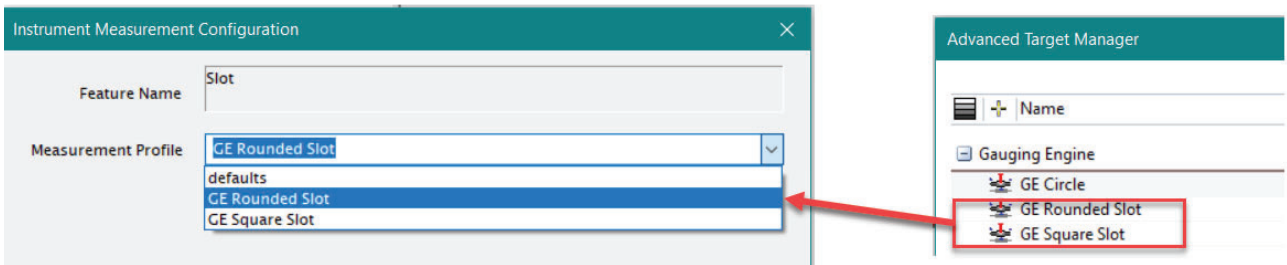 Instrument Measurement Configuration
Feature Name
Slot
Measurement Profile
GE Rounded Slot
defaults
GE Rounded Slot
GE Square Slot
Advanced Target Manager
Name
Gauging Engine
GE Circle
GE Rounded Slot
GE Square Slot